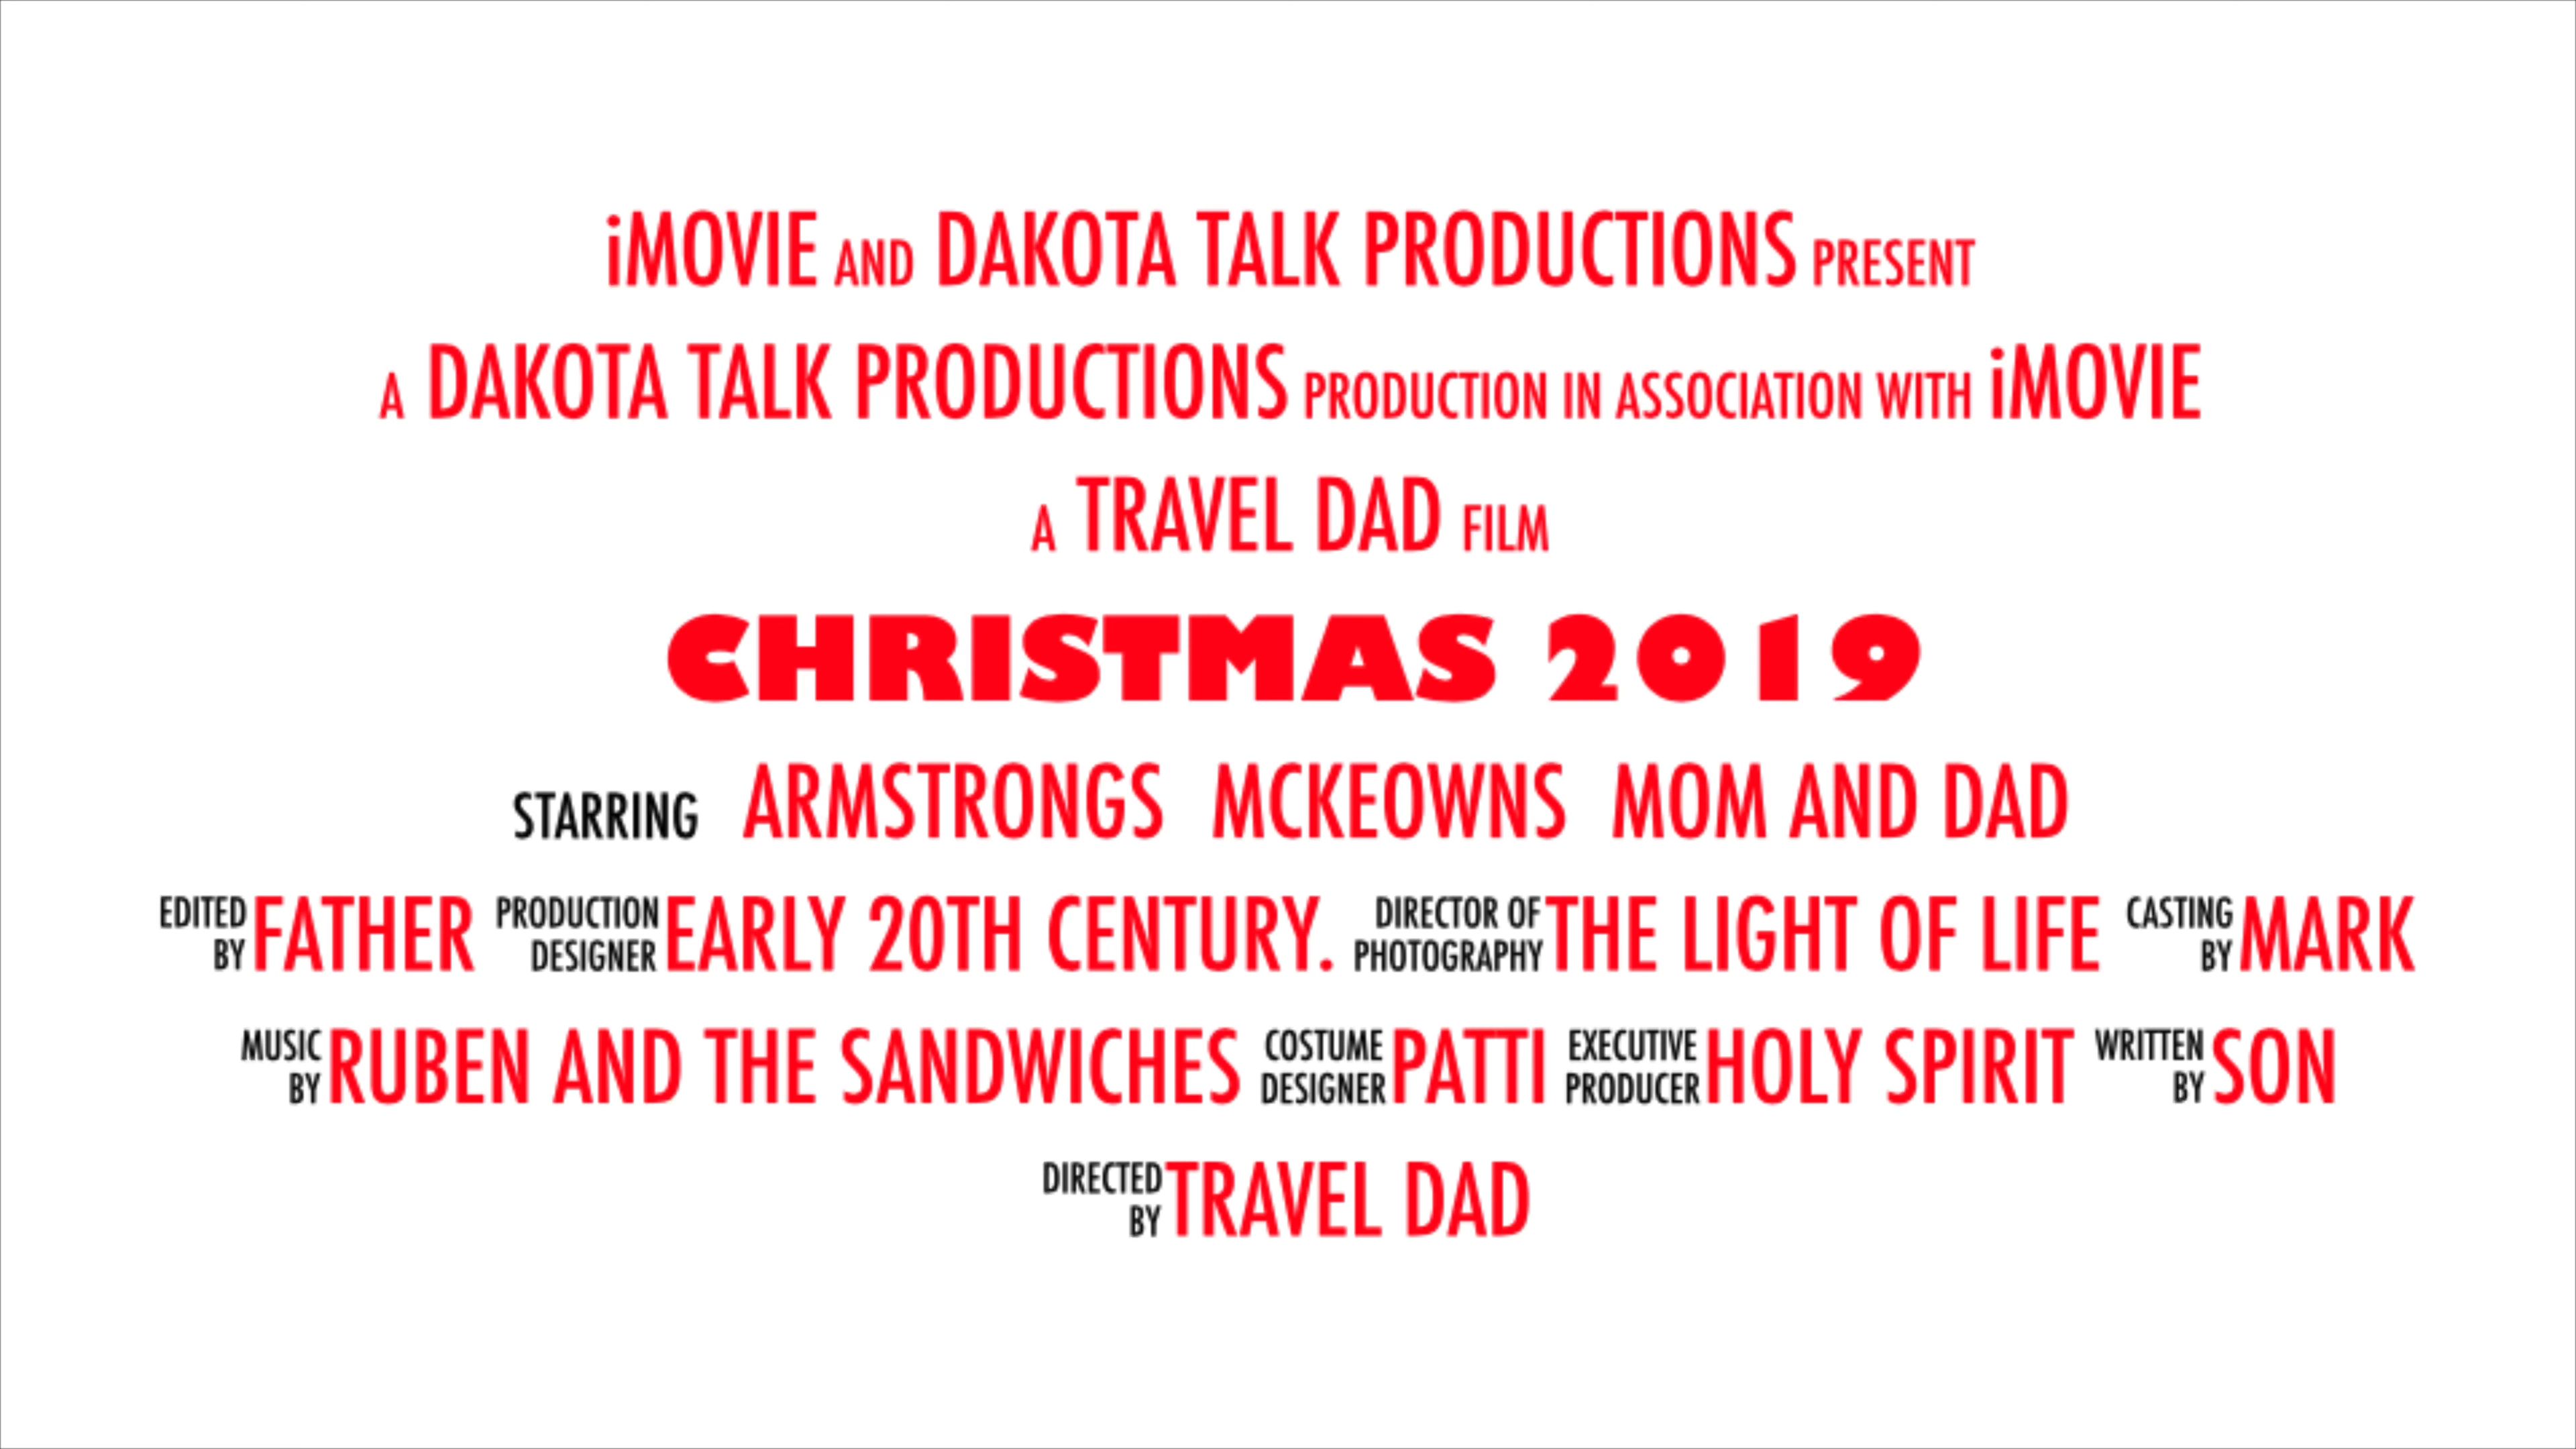 iMOVIE AND DAKOTA TALK PRODUCTIONS PRESENT
A DAKOTA TALK PRODUCTIONS PRODUCTION IN ASSOCIATION WITH iMOVIE
A TRAVEL DAD FILM
CHRISTMAS 2019
STARRING ARMSTRONGS MCKEOWNS MOM AND DAD
EDITED BY FATHER PRODUCTION DESIGNER EARLY 20TH CENTURY. DIRECTOR OF PHOTOGRAPHY THE LIGHT OF LIFE CASTING BY MARK
MUSIC BY RUBEN AND THE SANDWICHES COSTUME DESIGNER PATTI EXECUTIVE PRODUCER HOLY SPIRIT WRITTEN BY SON
DIRECTED BY TRAVEL DAD